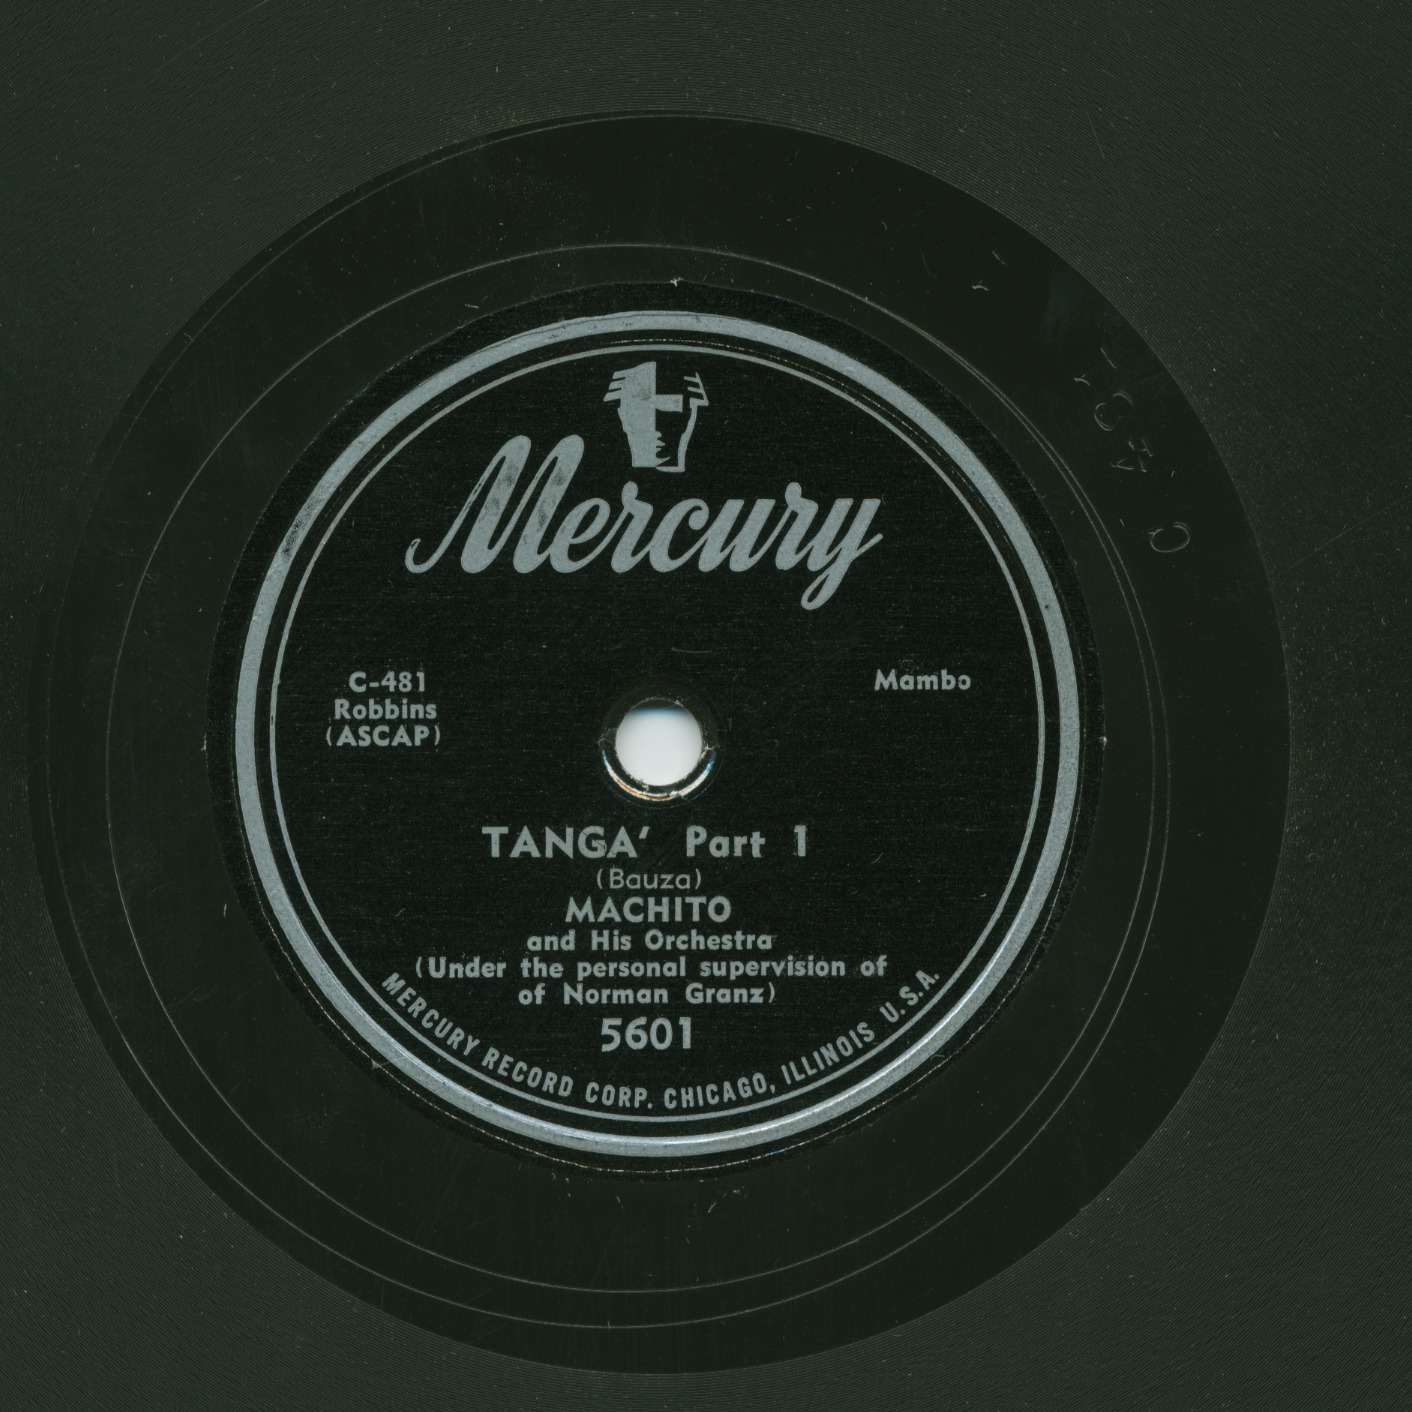 Mercury
C-481
Robbins
(ASCAP)
Mambo
TANGA' Part 1
(Bauza)
MACHITO
and His Orchestra
(Under the personal supervision of
of Norman Granz)
5601
MERCURY RECORD CORP. CHICAGO, ILLINOIS U.S.A.